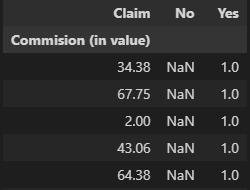 Claim No Yes
Commision (in value)
34.38 NaN 1.0
67.75 NaN 1.0
2.00 NaN 1.0
43.06 NaN 1.0
64.38 NaN 1.0